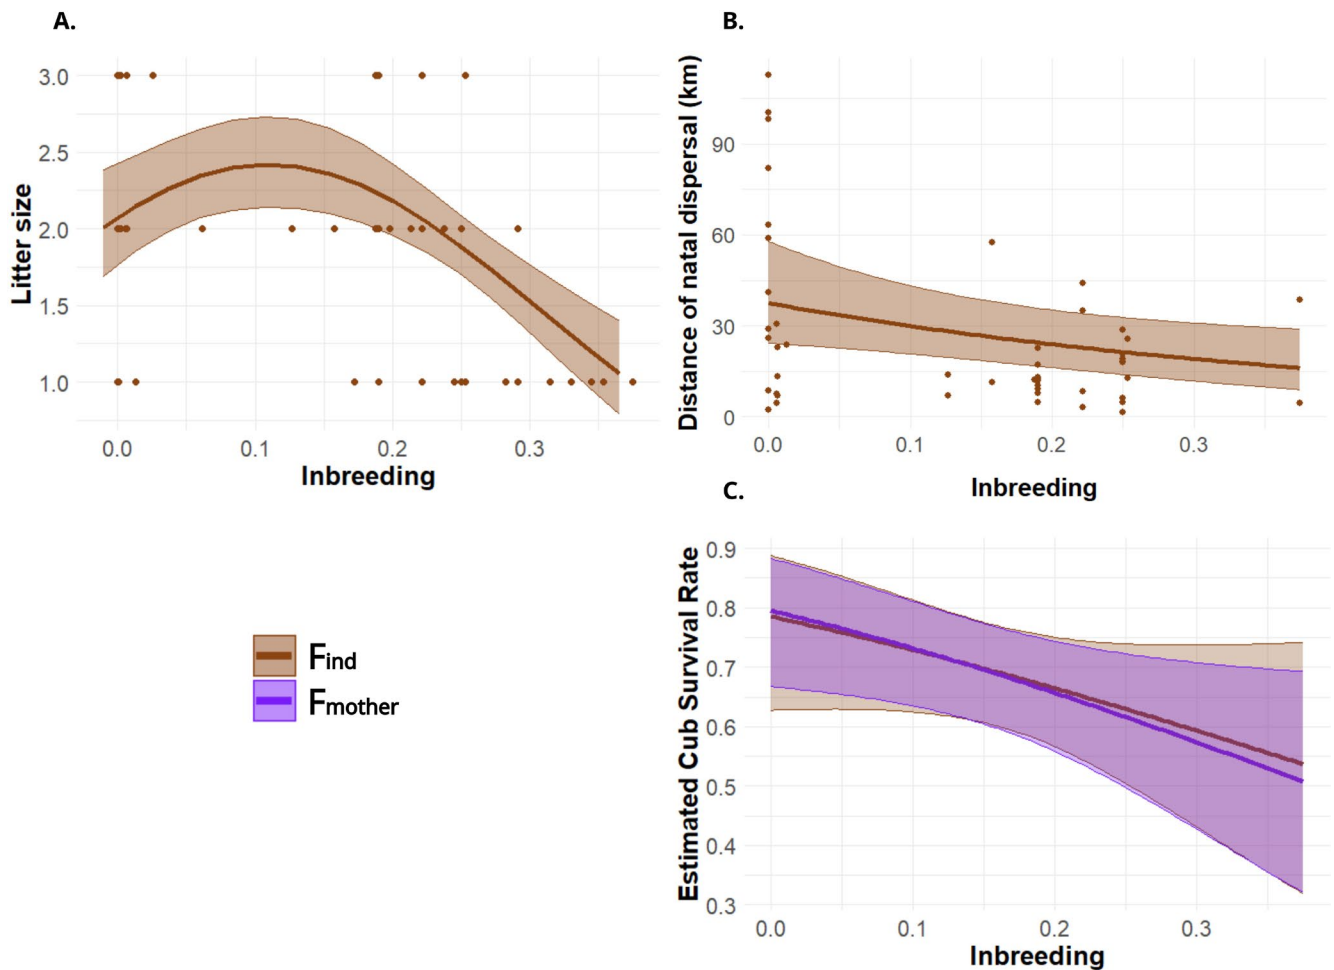 A.
3.0
2.5
2.0
1.5
1.0
Litter size
0.0 0.1 0.2 0.3
Inbreeding
B.
90
60
30
0
Distance of natal dispersal (km)
0.0 0.1 0.2 0.3
Inbreeding
C.
0.9
0.8
0.7
0.6
0.5
0.4
0.3
Estimated Cub Survival Rate
0.0 0.1 0.2 0.3
Inbreeding
Find
Fmother